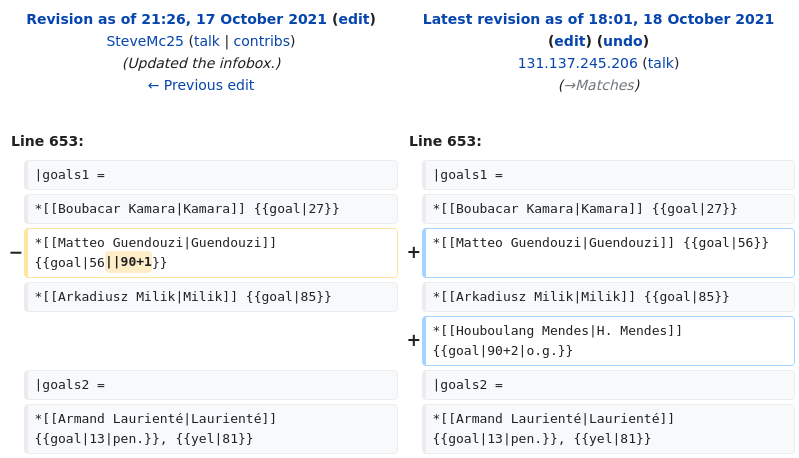 Revision as of 21:26, 17 October 2021 (edit)
SteveMc25 (talk | contribs)
(Updated the infobox.)
← Previous edit
Latest revision as of 18:01, 18 October 2021
(edit) (undo)
131.137.245.206 (talk)
(→Matches)
Line 653:
Line 653:
|goals1 =
|goals1 =
*[[Boubacar Kamara|Kamara]] {{goal|27}}
*[[Boubacar Kamara|Kamara]] {{goal|27}}
−
*[[Matteo Guendouzi|Guendouzi]]
{{goal|56||90+1}}
+
*[[Matteo Guendouzi|Guendouzi]] {{goal|56}}
*[[Arkadiusz Milik|Milik]] {{goal|85}}
*[[Arkadiusz Milik|Milik]] {{goal|85}}
+
*[[Houboulang Mendes|H. Mendes]]
{{goal|90+2|o.g.}}
|goals2 =
|goals2 =
*[[Armand Laurienté|Laurienté]]
{{goal|13|pen.}}, {{yel|81}}
*[[Armand Laurienté|Laurienté]]
{{goal|13|pen.}}, {{yel|81}}